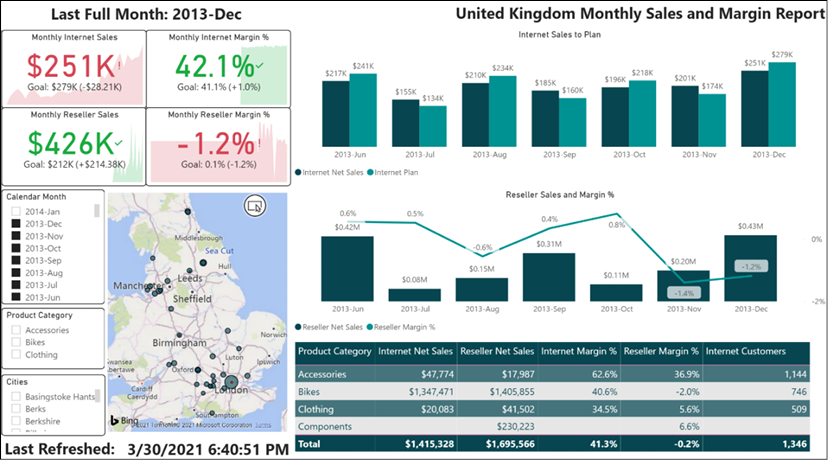 Last Full Month: 2013-Dec
United Kingdom Monthly Sales and Margin Report
Monthly Internet Sales
$251K!
Goal: $279K (-$28.21K)
Monthly Internet Margin %
42.1%✓
Goal: 41.1% (+1.0%)
Monthly Reseller Sales
$426K✓
Goal: $212K (+$214.38K)
Monthly Reseller Margin %
-1.2%!
Goal: 0.1% (-1.2%)
Internet Sales to Plan
$217K $241K $155K $134K $210K $234K $185K $160K $196K $218K $201K $174K $251K $279K
2013-Jun 2013-Jul 2013-Aug 2013-Sep 2013-Oct 2013-Nov 2013-Dec
Internet Net Sales Internet Plan
Calendar Month
2014-Jan
2013-Dec
2013-Nov
2013-Oct
2013-Sep
2013-Aug
2013-Jul
2013-Jun
Product Category
Accessories
Bikes
Clothing
Cities
Basingstoke Hants
Berks
Berkshire
Middlesbrough
Sea Cut
Leeds
Hull
Manchester
Sheffield
Norwich
Birmingham
Ipswich
Luton
Oxford
Cardiff
Caerdydd
London
Southampton
Bing
© 2021 TomTom © 2021 Microsoft Corporation Terms
Reseller Sales and Margin %
0.6% 0.5% -0.6% 0.4% 0.8% -1.4% -1.2%
$0.42M $0.08M $0.15M $0.31M $0.11M $0.20M $0.43M
0%
-2%
2013-Jun 2013-Jul 2013-Aug 2013-Sep 2013-Oct 2013-Nov 2013-Dec
Reseller Net Sales Reseller Margin %
Product Category Internet Net Sales Reseller Net Sales Internet Margin % Reseller Margin % Internet Customers
Accessories $47,774 $17,987 62.6% 36.9% 1,144
Bikes $1,347,471 $1,405,855 40.6% -2.0% 746
Clothing $20,083 $41,502 34.5% 5.6% 509
Components $230,223 6.6%
Total $1,415,328 $1,695,566 41.3% -0.2% 1,346
Last Refreshed: 3/30/2021 6:40:51 PM